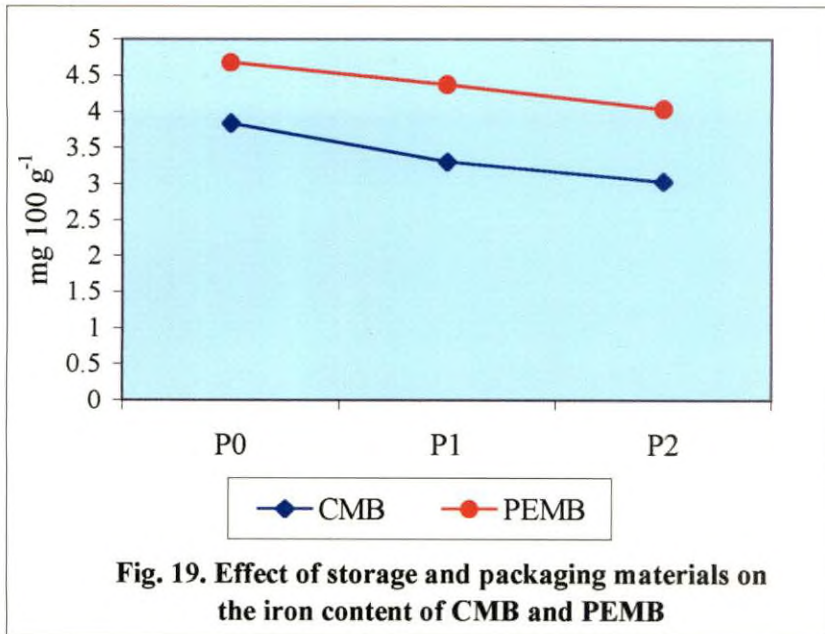 5
4.5
4
3.5
3
2.5
2
1.5
1
0.5
0
mg 100 g⁻¹
P0 P1 P2
CMB PEMB
Fig. 19. Effect of storage and packaging materials on
the iron content of CMB and PEMB